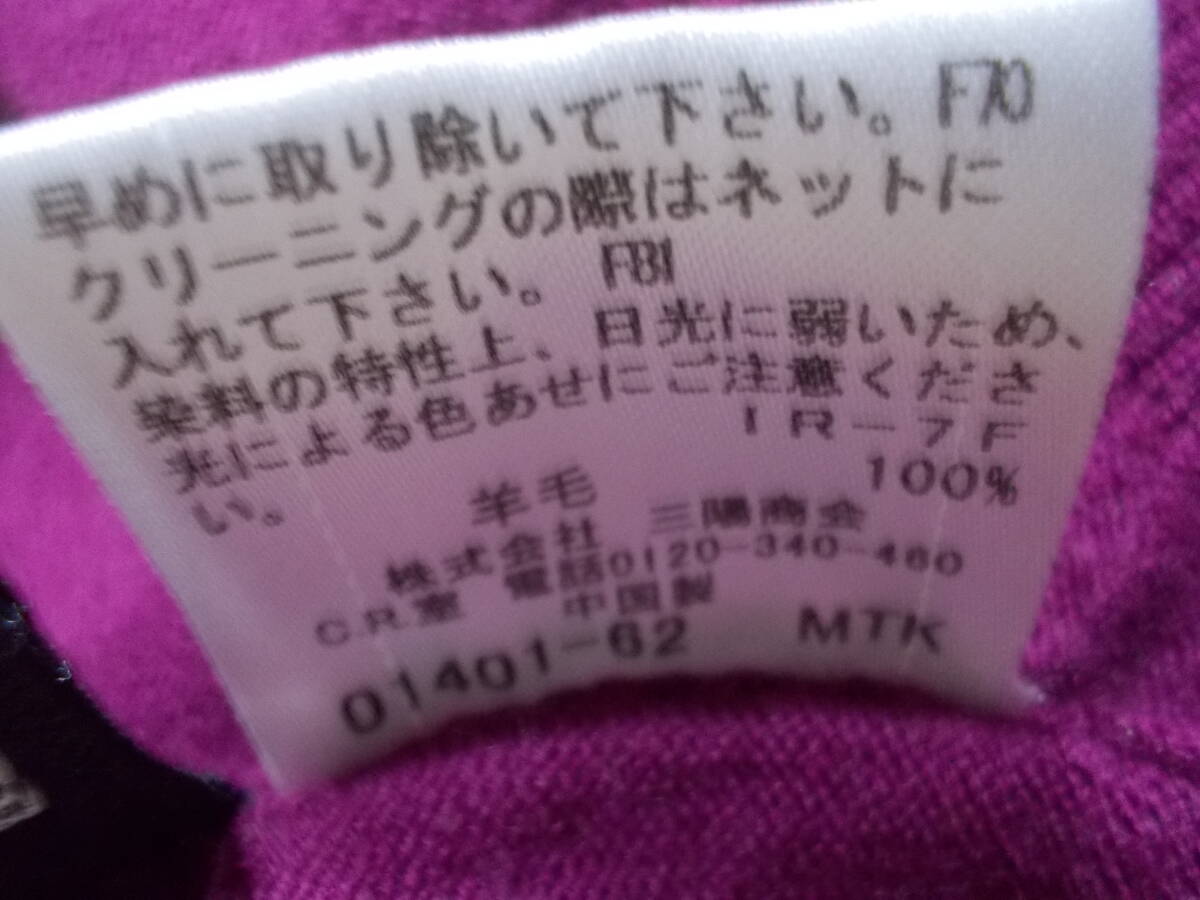 早めに取り除いて下さい。F70
クリーニングの際はネットに
入れて下さい。 F81
染料の特性上、日光に弱いため、
光による色あせにご注意くださ
い。 IR-7F
羊毛 100%
株式会社 三陽商会
C.R室 電話0120-340-460
中国製
01401-62 MTK